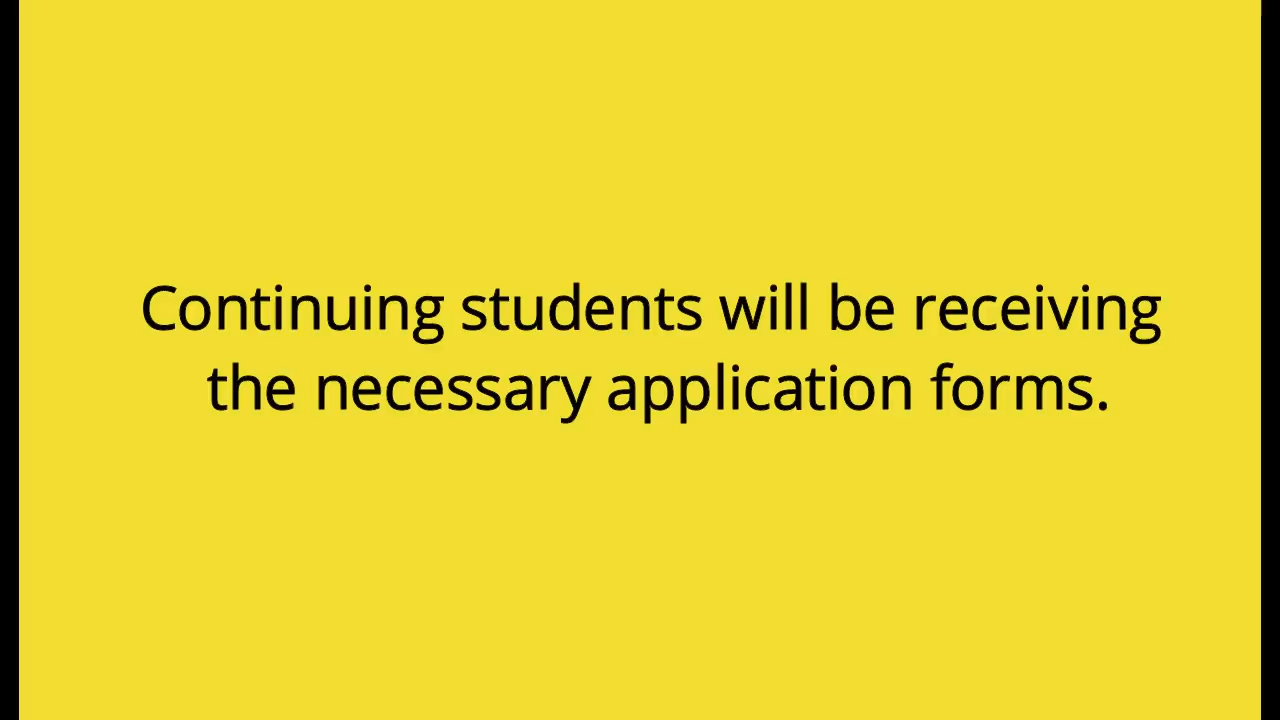 Continuing students will be receiving
the necessary application forms.